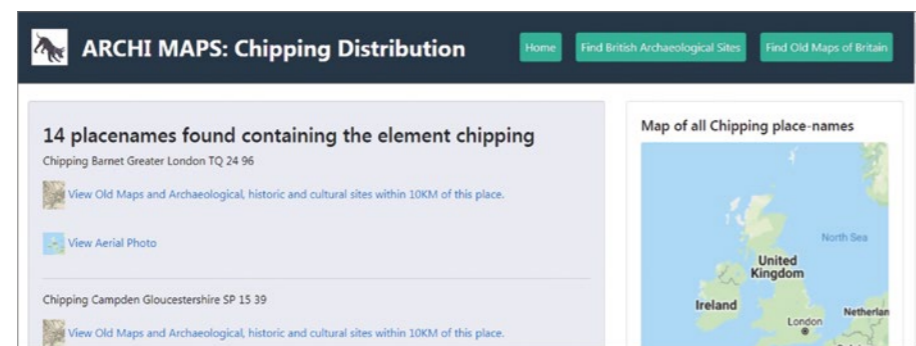 ARCHI MAPS: Chipping Distribution
Home
Find British Archaeological Sites
Find Old Maps of Britain
14 placenames found containing the element chipping
Chipping Barnet Greater London TQ 24 96
View Old Maps and Archaeological, historic and cultural sites within 10KM of this place.
View Aerial Photo
Chipping Campden Gloucestershire SP 15 39
View Old Maps and Archaeological, historic and cultural sites within 10KM of this place.
Map of all Chipping place-names
North Sea
United
Kingdom
Ireland
Netherlan
London